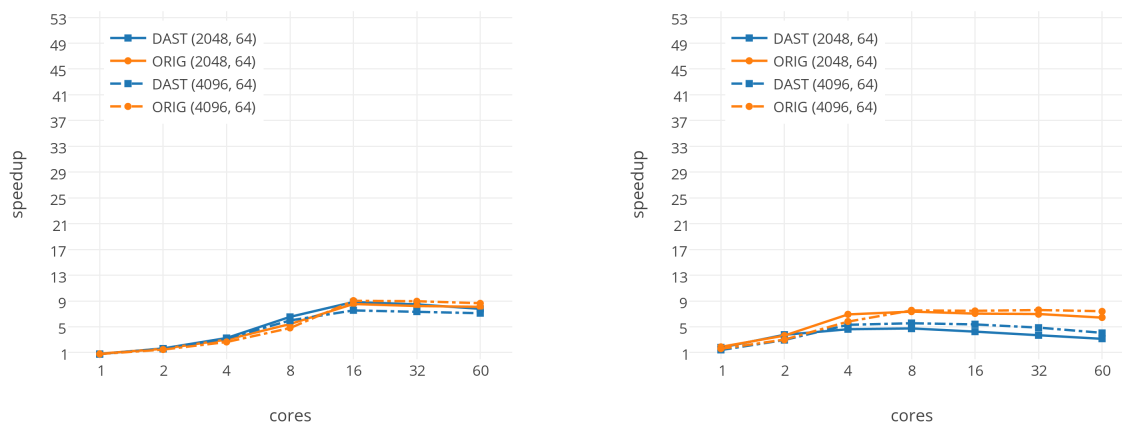 53
49
45
41
37
33
29
25
21
17
13
9
5
1
speedup
DAST (2048, 64)
ORIG (2048, 64)
DAST (4096, 64)
ORIG (4096, 64)
1 2 4 8 16 32 60
cores
53
49
45
41
37
33
29
25
21
17
13
9
5
1
speedup
DAST (2048, 64)
ORIG (2048, 64)
DAST (4096, 64)
ORIG (4096, 64)
1 2 4 8 16 32 60
cores